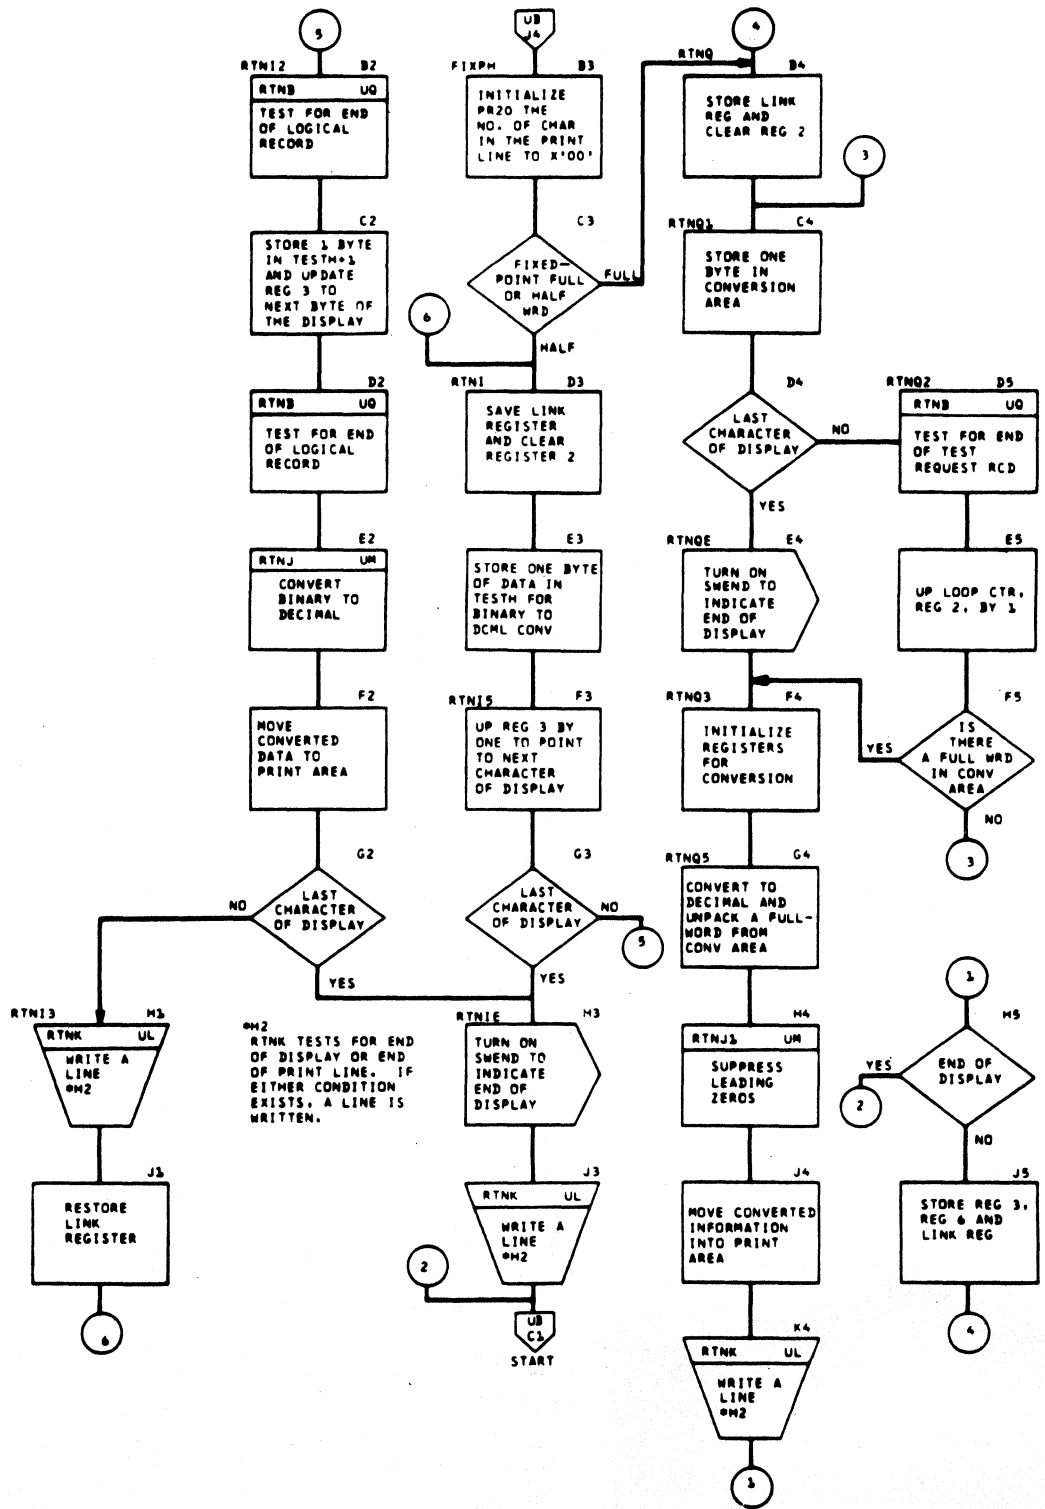 5
RTNI2 B2
RTNB UQ
TEST FOR END
OF LOGICAL
RECORD
C2
STORE 1 BYTE
IN TESTH+1
AND UPDATE
REG 3 TO
NEXT BYTE OF
THE DISPLAY
D2
RTNB UQ
TEST FOR END
OF LOGICAL
RECORD
E2
RTNJ UM
CONVERT
BINARY TO
DECIMAL
F2
MOVE
CONVERTED
DATA TO
PRINT AREA
G2
LAST
CHARACTER
OF DISPLAY
NO
YES
RTNI3 H1
RTNK UL
WRITE A
LINE
*H2
J1
RESTORE
LINK
REGISTER
6
*H2
RTNK TESTS FOR END
OF DISPLAY OR END
OF PRINT LINE. IF
EITHER CONDITION
EXISTS, A LINE IS
WRITTEN.
UB
J4
FIXPH B3
INITIALIZE
PR20 THE
NO. OF CHAR
IN THE PRINT
LINE TO X'00'
C3
FIXED-
POINT FULL
OR HALF
WRD
FULL
HALF
6
RTNI D3
SAVE LINK
REGISTER
AND CLEAR
REGISTER 2
E3
STORE ONE BYTE
OF DATA IN
TESTH FOR
BINARY TO
DCML CONV
RTNI5 F3
UP REG 3 BY
ONE TO POINT
TO NEXT
CHARACTER
OF DISPLAY
G3
LAST
CHARACTER
OF DISPLAY
NO
5
YES
RTNIE H3
TURN ON
SWEND TO
INDICATE
END OF
DISPLAY
J3
RTNK UL
WRITE A
LINE
*H2
2
UB
C1
START
4
RTNQ B4
STORE LINK
REG AND
CLEAR REG 2
3
RTNQ1 C4
STORE ONE
BYTE IN
CONVERSION
AREA
D4
LAST
CHARACTER
OF DISPLAY
NO
YES
RTNQE E4
TURN ON
SWEND TO
INDICATE
END OF
DISPLAY
RTNQ3 F4
INITIALIZE
REGISTERS
FOR
CONVERSION
RTNQ5 G4
CONVERT TO
DECIMAL AND
UNPACK A FULL-
WORD FROM
CONV AREA
H4
RTNJ1 UM
SUPPRESS
LEADING
ZEROS
J4
MOVE CONVERTED
INFORMATION
INTO PRINT
AREA
K4
RTNK UL
WRITE A
LINE
*H2
1
RTNQ2 D5
RTNB UQ
TEST FOR END
OF TEST
REQUEST RCD
E5
UP LOOP CTR,
REG 2, BY 1
F5
IS
THERE
A FULL WRD
IN CONV
AREA
YES
NO
3
1
H5
END OF
DISPLAY
YES
2
NO
J5
STORE REG 3,
REG 6 AND
LINK REG
4